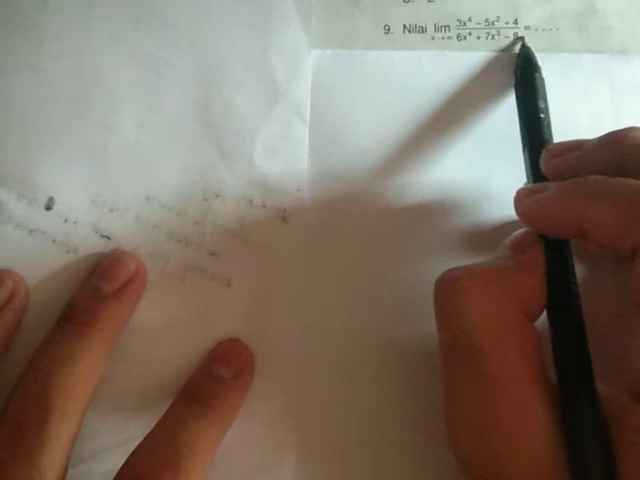 9. Nilai lim x→∞ 3x⁴ − 5x² + 4 / 6x⁴ + 7x³ − 8 = . . . .